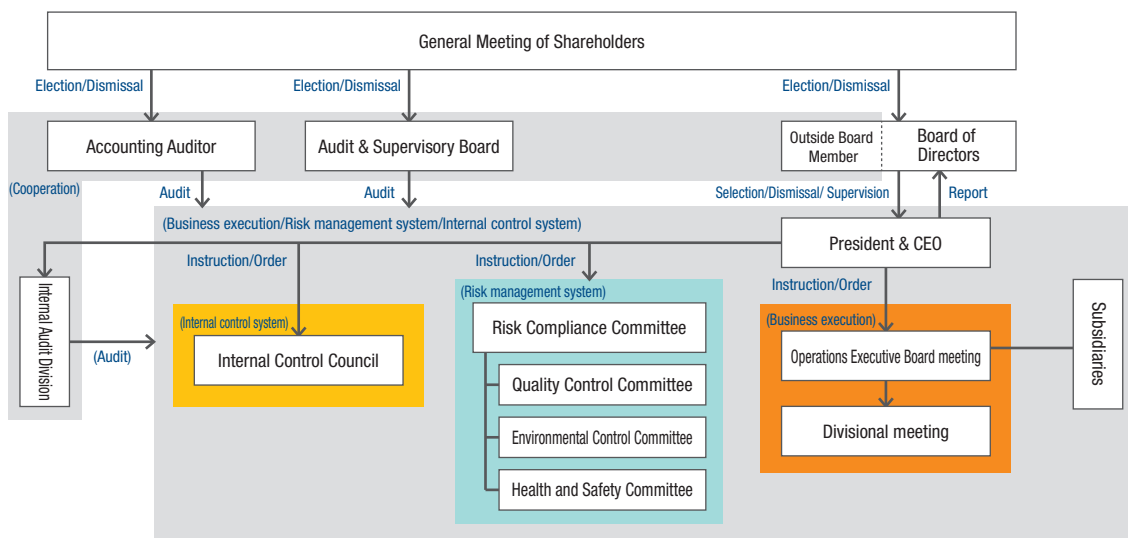 General Meeting of Shareholders
Election/Dismissal
Election/Dismissal
Election/Dismissal
Accounting Auditor
Audit & Supervisory Board
Outside Board
Member
Board of
Directors
(Cooperation)
Audit
Audit
Selection/Dismissal/ Supervision
Report
(Business execution/Risk management system/Internal control system)
President & CEO
Instruction/Order
Instruction/Order
Instruction/Order
Internal Audit Division
(Audit)
(Internal control system)
Internal Control Council
(Risk management system)
Risk Compliance Committee
Quality Control Committee
Environmental Control Committee
Health and Safety Committee
(Business execution)
Operations Executive Board meeting
Divisional meeting
Subsidiaries